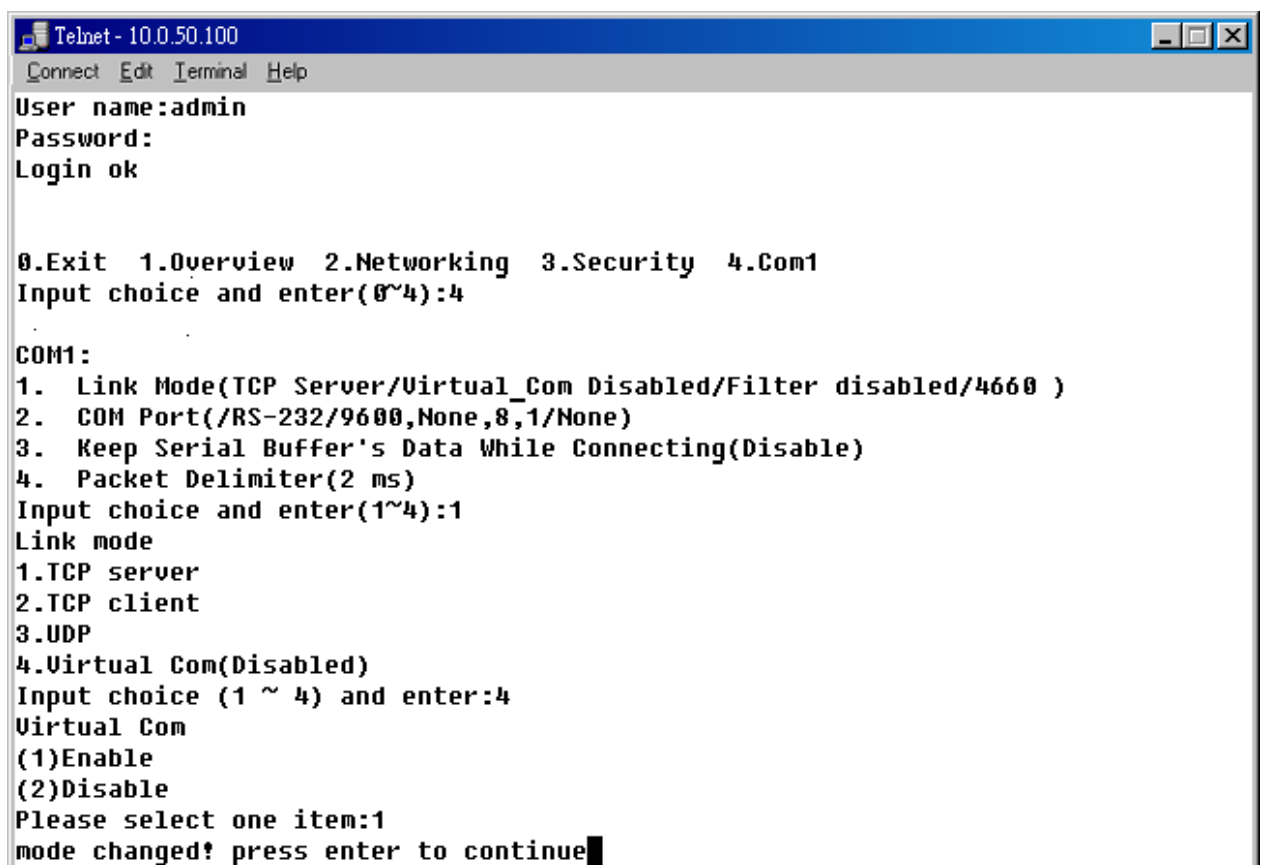 Telnet - 10.0.50.100
Connect Edit Terminal Help
User name:admin
Password:
Login ok
0.Exit  1.Overview  2.Networking  3.Security  4.Com1
Input choice and enter(0~4):4
COM1:
1.  Link Mode(TCP Server/Virtual_Com Disabled/Filter disabled/4660 )
2.  COM Port(/RS-232/9600,None,8,1/None)
3.  Keep Serial Buffer's Data While Connecting(Disable)
4.  Packet Delimiter(2 ms)
Input choice and enter(1~4):1
Link mode
1.TCP server
2.TCP client
3.UDP
4.Virtual Com(Disabled)
Input choice (1 ~ 4) and enter:4
Virtual Com
(1)Enable
(2)Disable
Please select one item:1
mode changed! press enter to continue